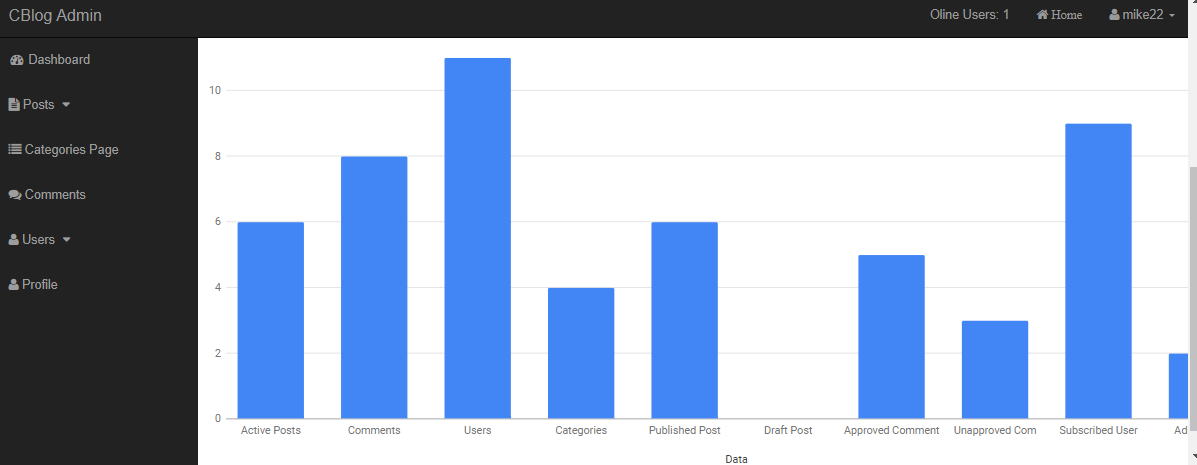 CBlog Admin
Oline Users: 1
Home
mike22
Dashboard
Posts
Categories Page
Comments
Users
Profile
10
8
6
4
2
0
Active Posts
Comments
Users
Categories
Published Post
Draft Post
Approved Comment
Unapproved Com
Subscribed User
Ad
Data